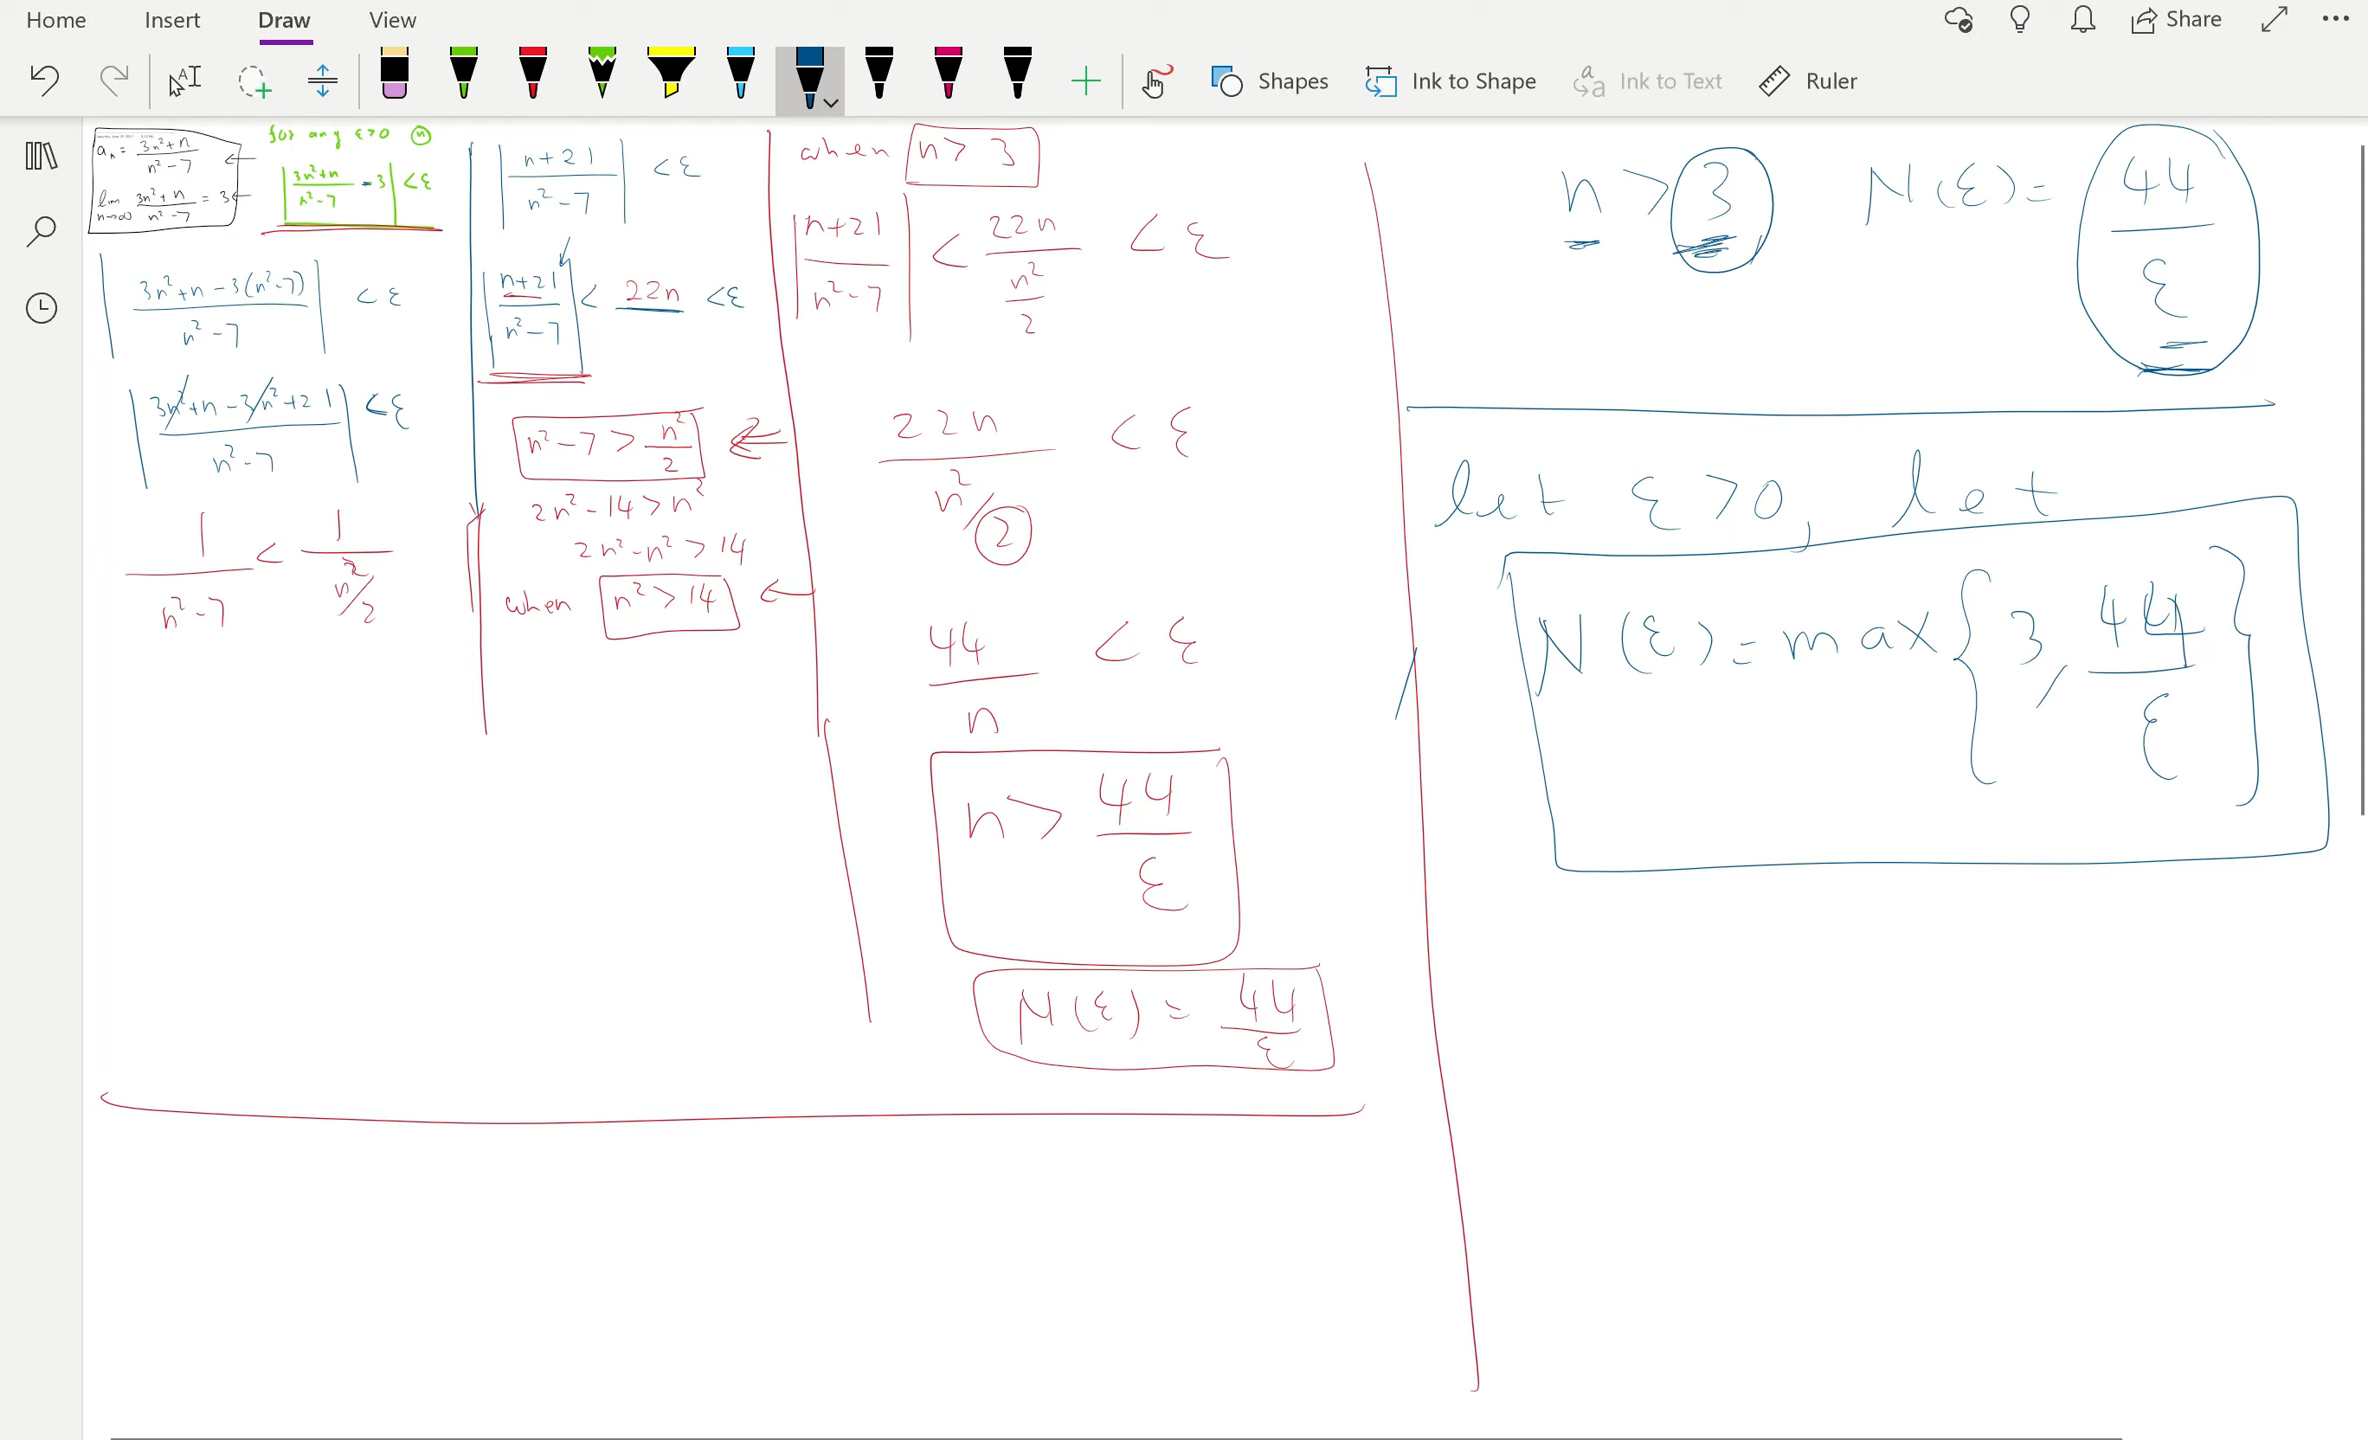 Home Insert Draw View
Share
Shapes Ink to Shape Ink to Text Ruler
aₙ = (3n²+n)/(n²-7)
lim n→∞ (3n²+n)/(n²-7) = 3
for any ε>0 n
|(3n²+n)/(n²-7) - 3| < ε
|(3n²+n-3(n²-7))/(n²-7)| < ε
|(3n²+n-3n²+21)/(n²-7)| < ε
1/(n²-7) < 1/(n²/2)
|(n+21)/(n²-7)| < ε
|(n+21)/(n²-7)| < 22n < ε
n²-7 > n²/2
2n²-14 > n²
2n²-n² > 14
when n² > 14
when n > 3
|(n+21)/(n²-7)| < 22n/(n²/2) < ε
22n/(n²/2) < ε
44/n < ε
n > 44/ε
N(ε) = 44/ε
n > 3 N(ε) = 44/ε
let ε>0, let
N(ε) = max{3, 44/ε}